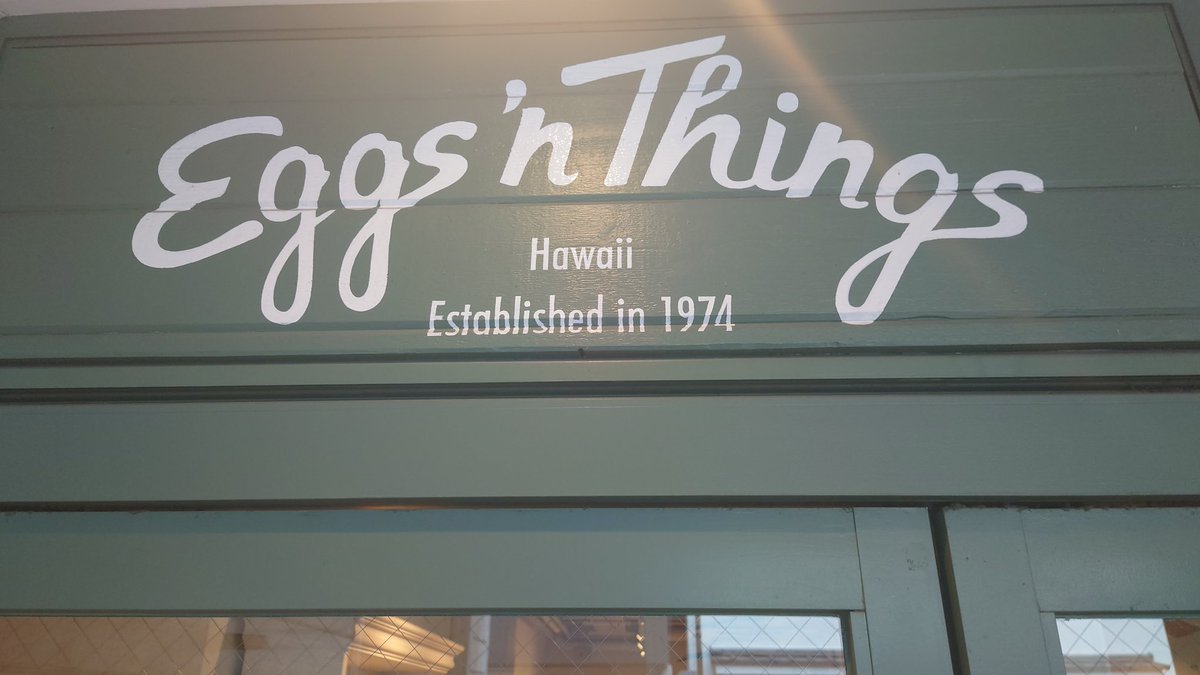 Eggs 'n Things
Hawaii
Established in 1974